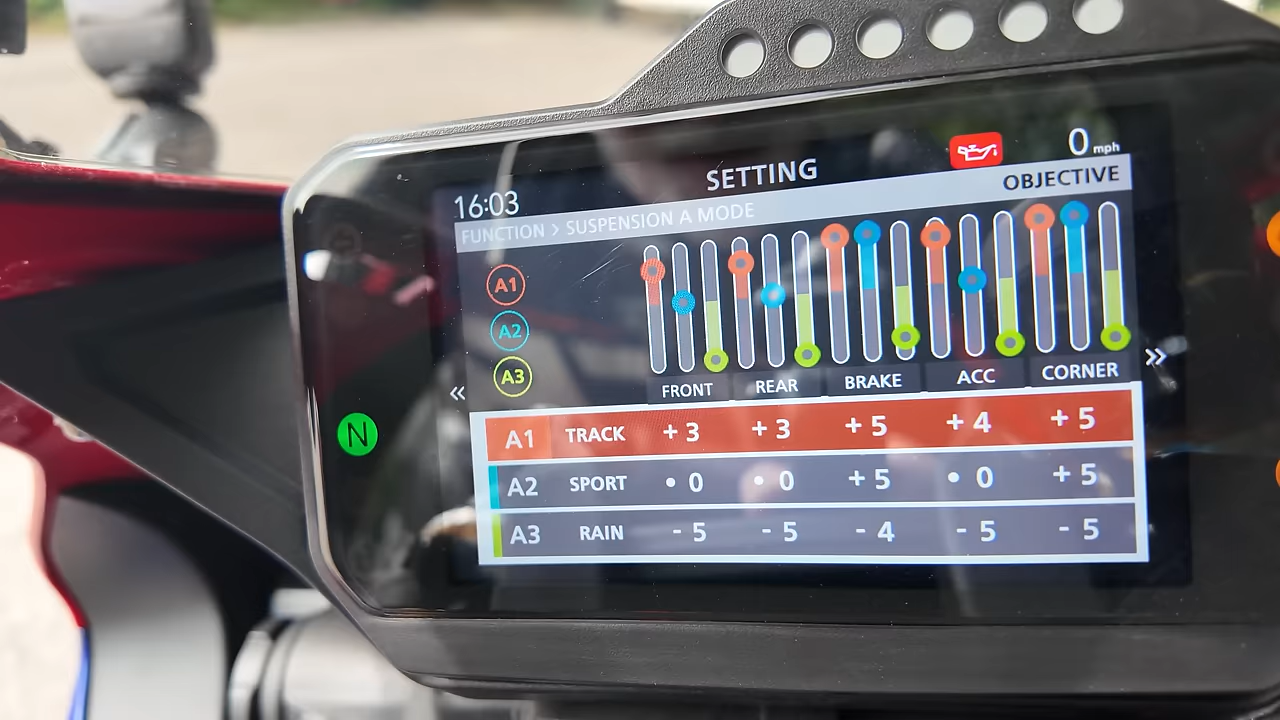 0 mph
SETTING
16:03
OBJECTIVE
FUNCTION > SUSPENSION A MODE
A1
A2
A3
« »
FRONT REAR BRAKE ACC CORNER
N
A1 TRACK +3 +3 +5 +4 +5
A2 SPORT • 0 • 0 +5 • 0 +5
A3 RAIN -5 -5 -4 -5 -5